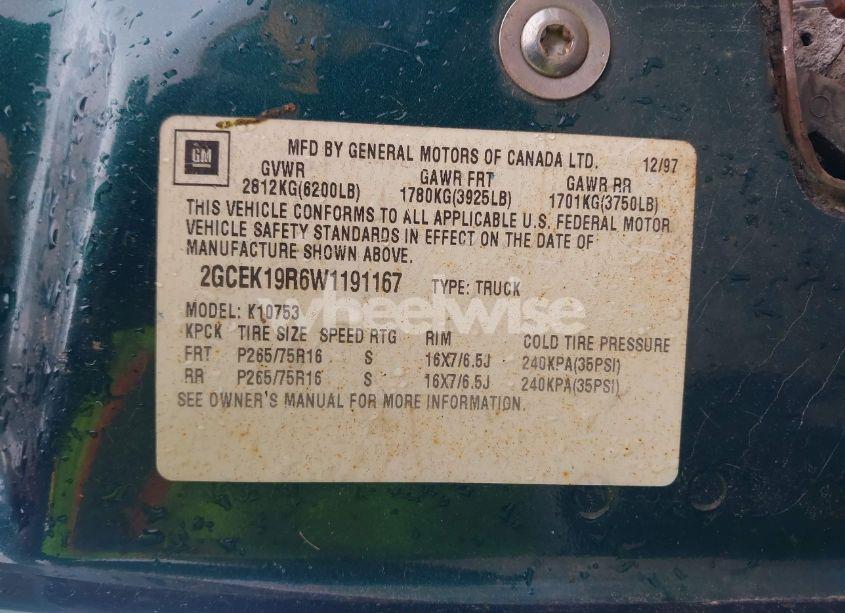 GM
MFD BY GENERAL MOTORS OF CANADA LTD. 12/97
GVWR GAWR FRT GAWR RR
2812KG(6200LB) 1780KG(3925LB) 1701KG(3750LB)
THIS VEHICLE CONFORMS TO ALL APPLICABLE U.S. FEDERAL MOTOR
VEHICLE SAFETY STANDARDS IN EFFECT ON THE DATE OF
MANUFACTURE SHOWN ABOVE.
2GCEK19R6W1191167 TYPE: TRUCK
wheelwise
MODEL: K10753
KPCK TIRE SIZE SPEED RTG RIM COLD TIRE PRESSURE
FRT P265/75R16 S 16X7/6.5J 240KPA(35PSI)
RR P265/75R16 S 16X7/6.5J 240KPA(35PSI)
SEE OWNER'S MANUAL FOR MORE INFORMATION.